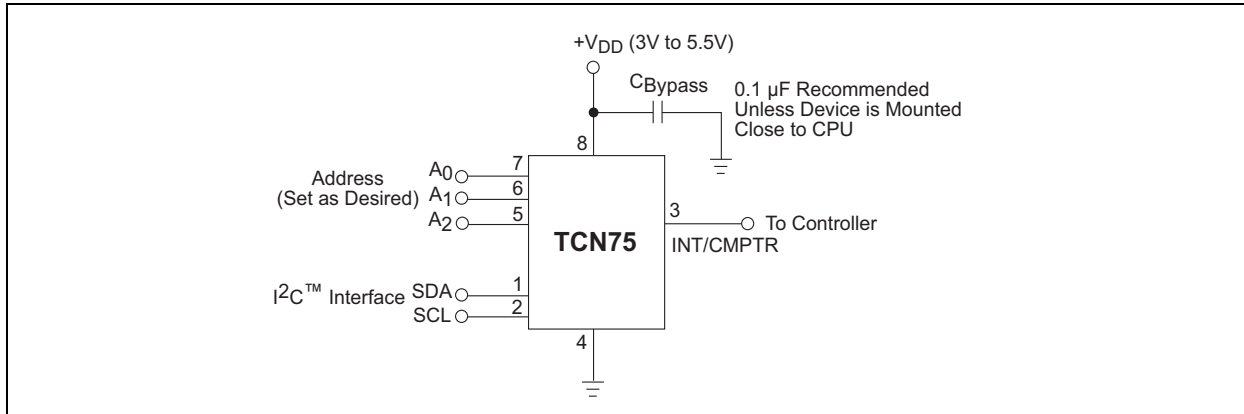 +VDD (3V to 5.5V)
CBypass
0.1 µF Recommended
Unless Device is Mounted
Close to CPU
8
Address
(Set as Desired)
A0
7
A1
6
A2
5
TCN75
3
To Controller
INT/CMPTR
I2C™ Interface
SDA
1
SCL
2
4